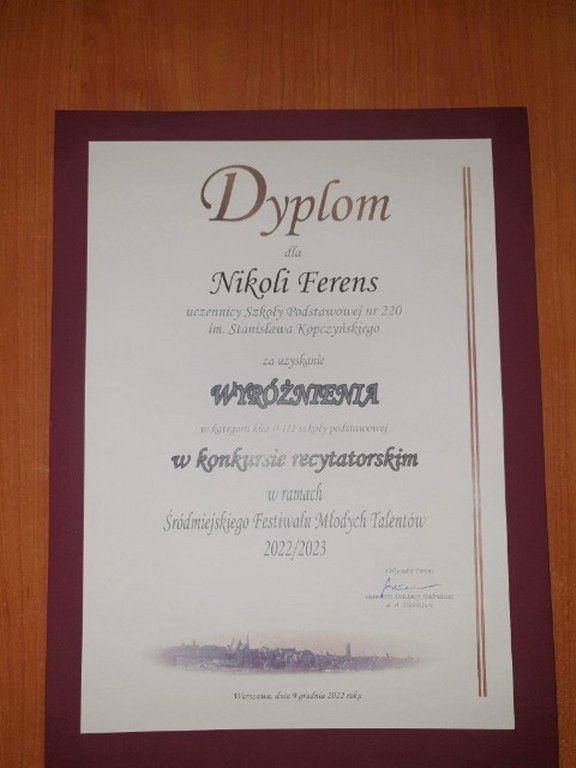 Dyplom
dla
Nikoli Ferens
uczennicy Szkoły Podstawowej nr 220
im. Stanisława Kopczyńskiego
za uzyskanie
WYRÓŻNIENIA
w kategorii klas 0-III szkoły podstawowej
w konkursie recytatorskim
w ramach
Śródmiejskiego Festiwalu Młodych Talentów
2022/2023
Warszawa, dnia 9 grudnia 2022 roku